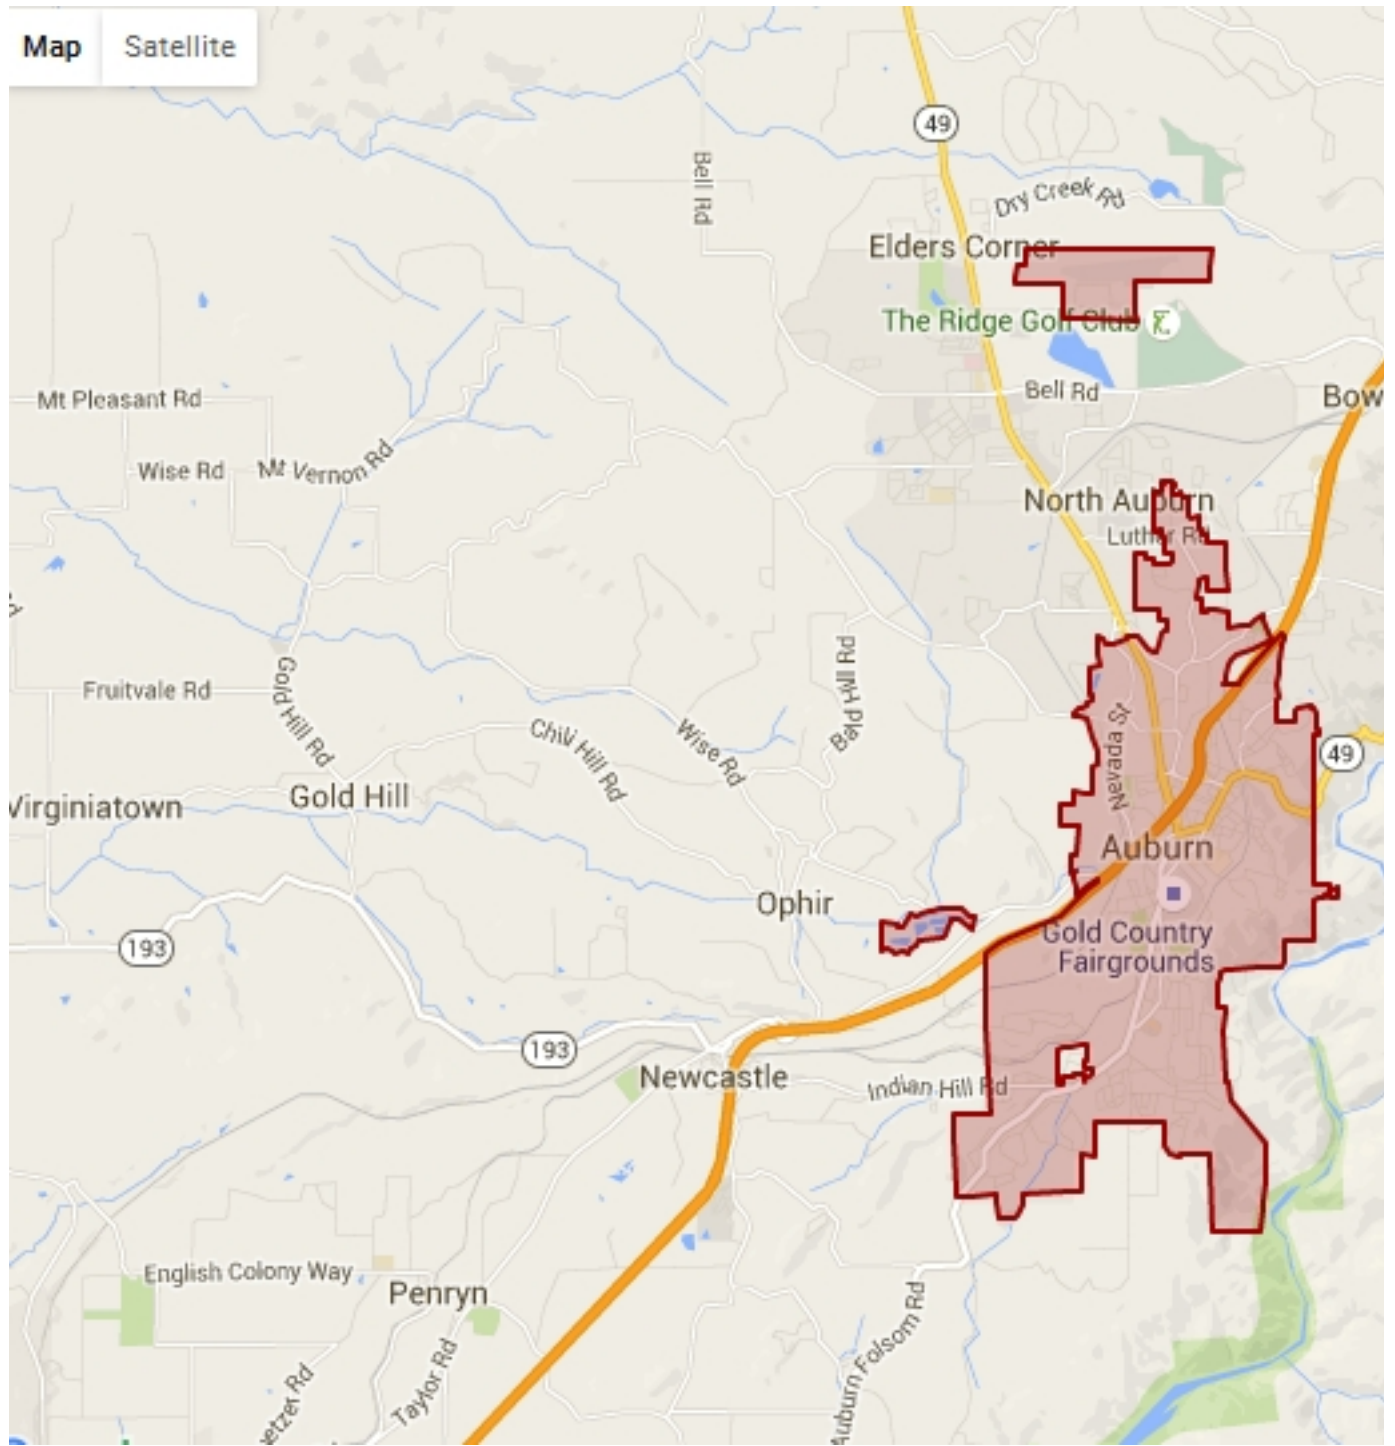 Map
Satellite
49
Bell Rd
Dry Creek Rd
Elders Corner
The Ridge Golf Club
Bell Rd
Mt Pleasant Rd
Bow
Wise Rd
Mt Vernon Rd
North Auburn
Luther Rd
Bald Hill Rd
Gold Hill Rd
Fruitvale Rd
Chili Hill Rd
Wise Rd
Nevada St
49
Gold Hill
Virginiatown
Auburn
Ophir
193
Gold Country
Fairgrounds
193
Newcastle
Indian Hill Rd
English Colony Way
Penryn
Auburn Folsom Rd
Taylor Rd
etzel Rd